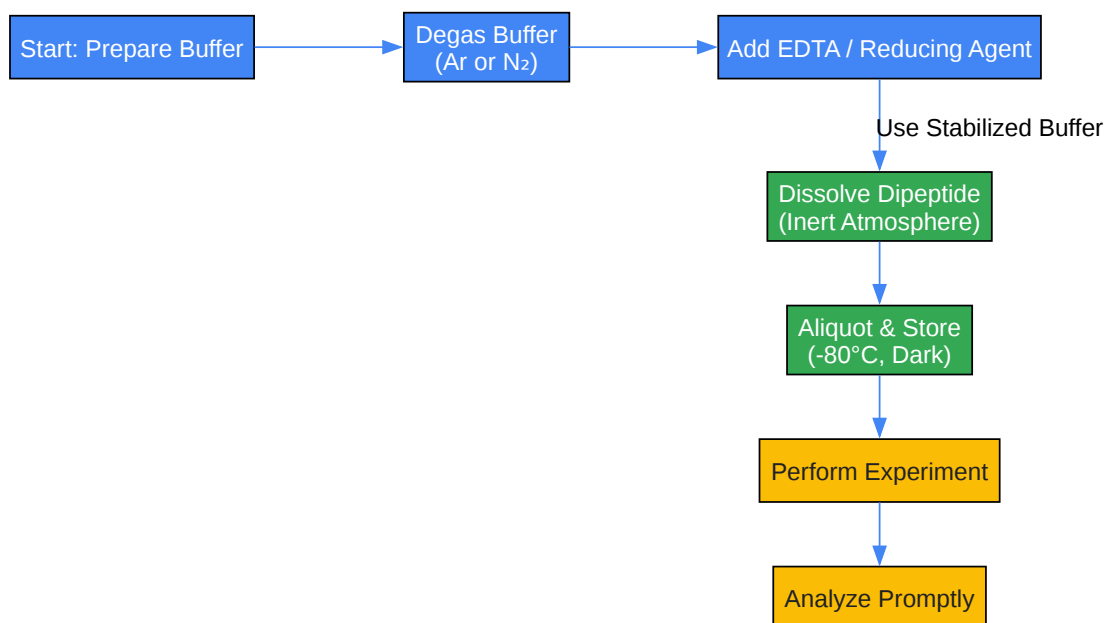 Start: Prepare Buffer
Degas Buffer
(Ar or N₂)
Add EDTA / Reducing Agent
Use Stabilized Buffer
Dissolve Dipeptide
(Inert Atmosphere)
Aliquot & Store
(-80°C, Dark)
Perform Experiment
Analyze Promptly